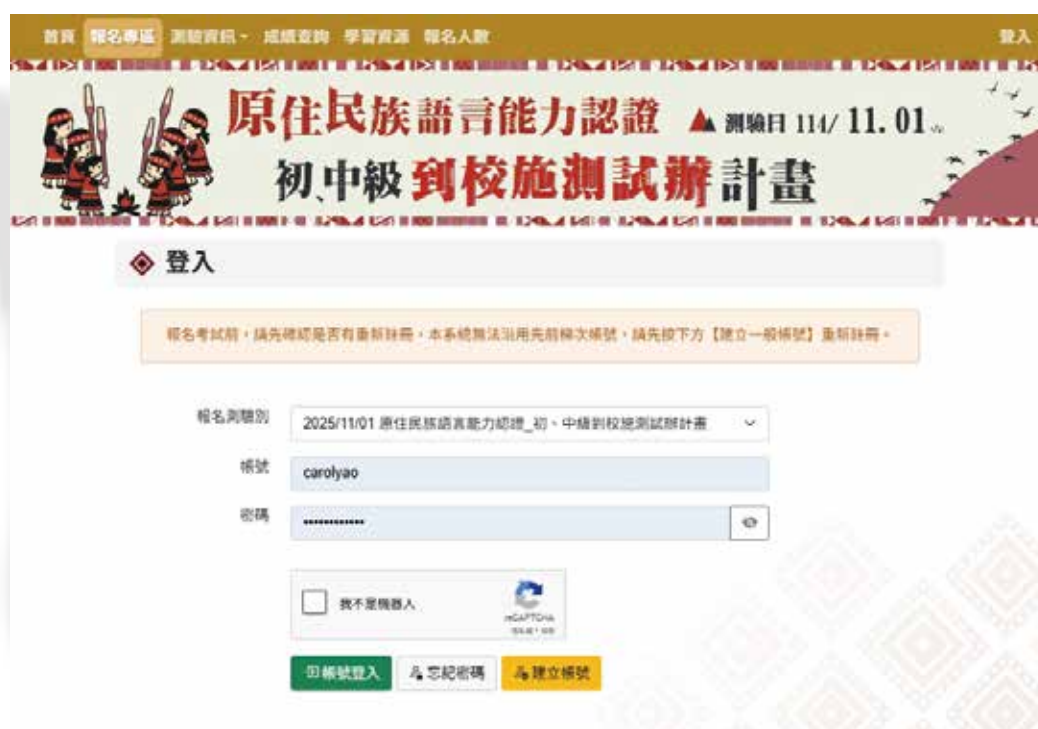 首頁 報名專區 測驗資訊 成績查詢 學習資源 報名人數 登入
原住民族語言能力認證 測驗日 114/ 11. 01
初、中級 到校施測試辦計畫
登入
報名考試前，請先確認是否有重新註冊，本系統無法沿用先前梯次帳號，請先按下方【建立一般帳號】重新註冊。
報名測驗別 2025/11/01 原住民族語言能力認證_初、中級到校施測試辦計畫
帳號 carolyao
密碼 ••••••••••••
我不是機器人
reCAPTCHA
帳號登入 忘記密碼 建立帳號